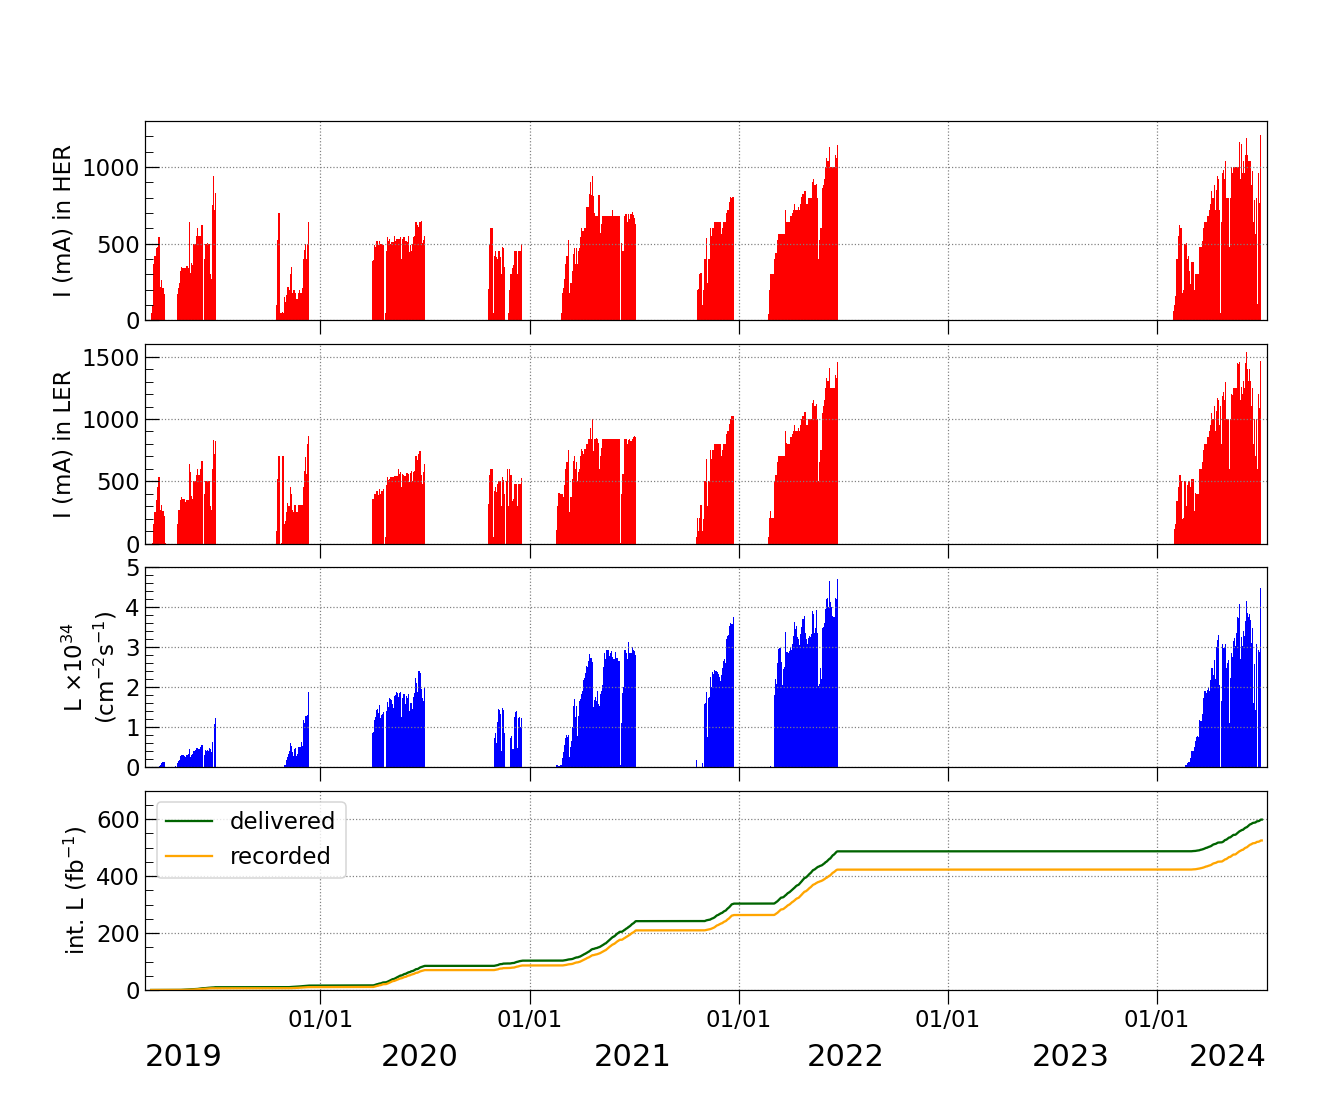 I (mA) in HER
1000
500
0
I (mA) in LER
1500
1000
500
0
L ×10³⁴
(cm⁻²s⁻¹)
5
4
3
2
1
0
int. L (fb⁻¹)
600
400
200
0
delivered
recorded
01/01 01/01 01/01 01/01 01/01
2019 2020 2021 2022 2023 2024